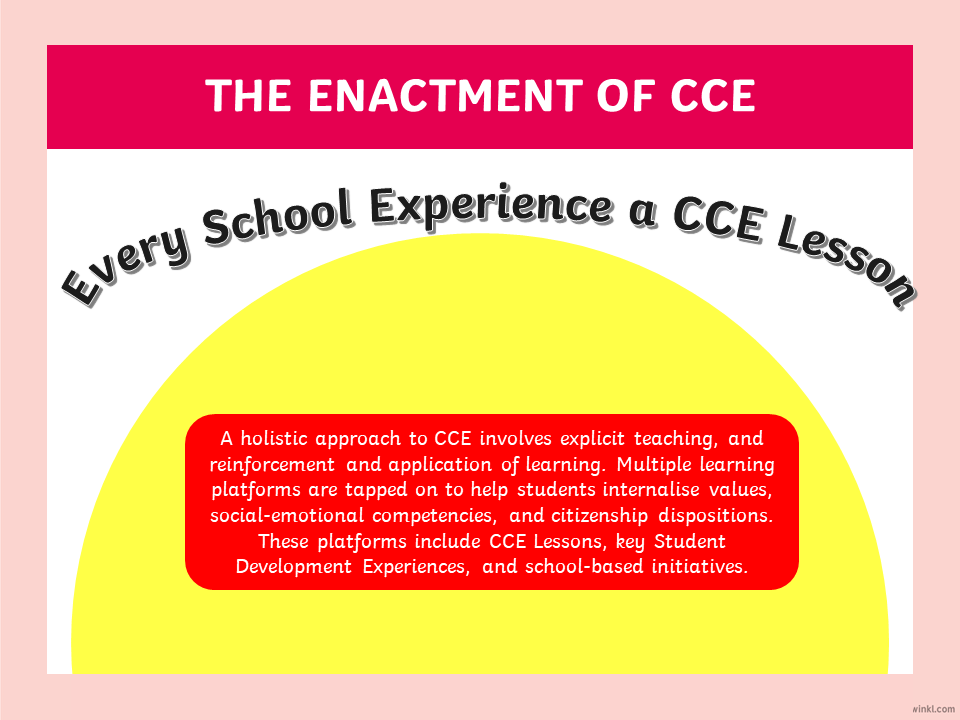 THE ENACTMENT OF CCE
Every School Experience a CCE Lesson
A holistic approach to CCE involves explicit teaching, and
reinforcement and application of learning. Multiple learning
platforms are tapped on to help students internalise values,
social-emotional competencies, and citizenship dispositions.
These platforms include CCE Lessons, key Student
Development Experiences, and school-based initiatives.
winkl.com